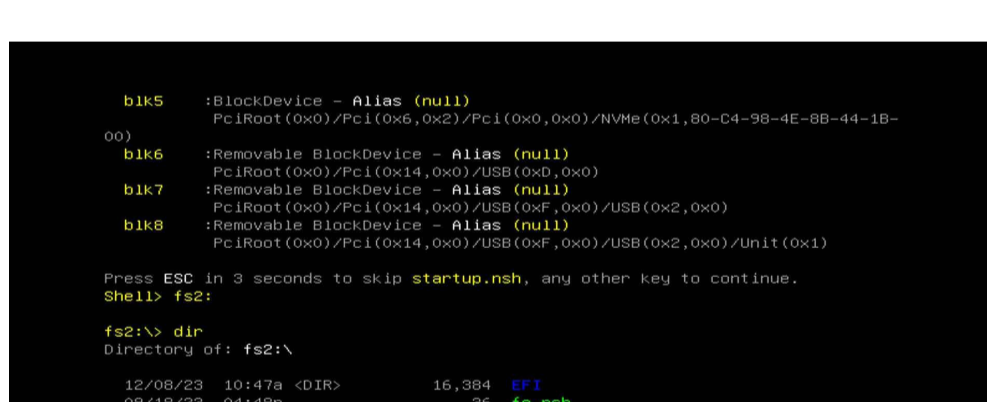 blk5 :BlockDevice - Alias (null)
PciRoot(0x0)/Pci(0x6,0x2)/Pci(0x0,0x0)/NVMe(0x1,80-C4-98-4E-8B-44-1B-
00)
blk6 :Removable BlockDevice - Alias (null)
PciRoot(0x0)/Pci(0x14,0x0)/USB(0xD,0x0)
blk7 :Removable BlockDevice - Alias (null)
PciRoot(0x0)/Pci(0x14,0x0)/USB(0xF,0x0)/USB(0x2,0x0)
blk8 :Removable BlockDevice - Alias (null)
PciRoot(0x0)/Pci(0x14,0x0)/USB(0xF,0x0)/USB(0x2,0x0)/Unit(0x1)
Press ESC in 3 seconds to skip startup.nsh, any other key to continue.
Shell> fs2:
fs2:\> dir
Directory of: fs2:\
12/08/23 10:47a <DIR> 16,384 EFI